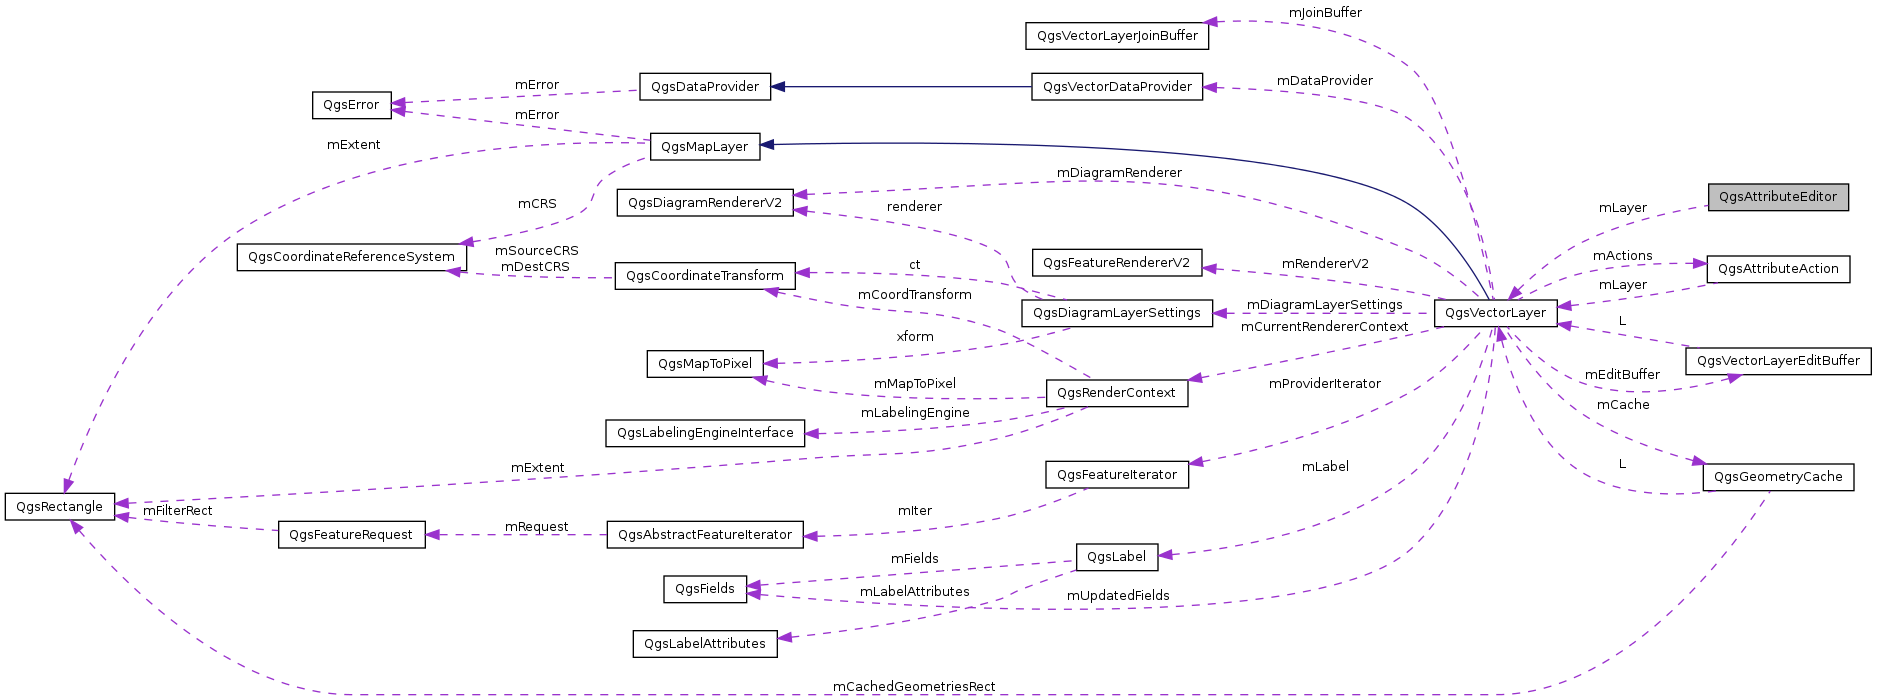 mJoinBuffer
QgsVectorLayerJoinBuffer
mError
QgsDataProvider
QgsVectorDataProvider
mDataProvider
QgsError
mError
mExtent
QgsMapLayer
mDiagramRenderer
QgsDiagramRendererV2
mCRS
renderer
mLayer
QgsAttributeEditor
QgsCoordinateReferenceSystem
mSourceCRS
mDestCRS
QgsCoordinateTransform
ct
QgsFeatureRendererV2
mRendererV2
mActions
QgsAttributeAction
mLayer
mCoordTransform
QgsDiagramLayerSettings
mDiagramLayerSettings
QgsVectorLayer
mCurrentRendererContext
L
xform
QgsMapToPixel
QgsVectorLayerEditBuffer
mEditBuffer
mMapToPixel
QgsRenderContext
mProviderIterator
mCache
mLabelingEngine
QgsLabelingEngineInterface
mExtent
QgsFeatureIterator
mLabel
L
QgsGeometryCache
QgsRectangle
mFilterRect
QgsFeatureRequest
mRequest
QgsAbstractFeatureIterator
mIter
QgsLabel
mFields
QgsFields
mLabelAttributes
mUpdatedFields
QgsLabelAttributes
mCachedGeometriesRect